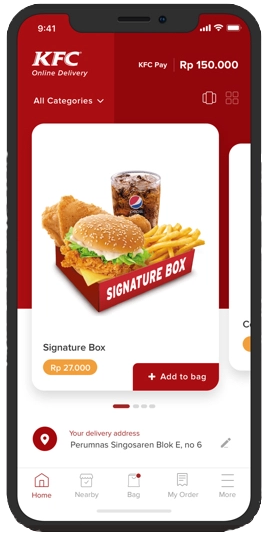 9:41
KFC
Online Delivery
KFC Pay
Rp 150.000
All Categories
pepsi
SIGNATURE BOX
Signature Box
Rp 27.000
+ Add to bag
Your delivery address
Perumnas Singosaren Blok E, no 6
Home
Nearby
Bag
My Order
More